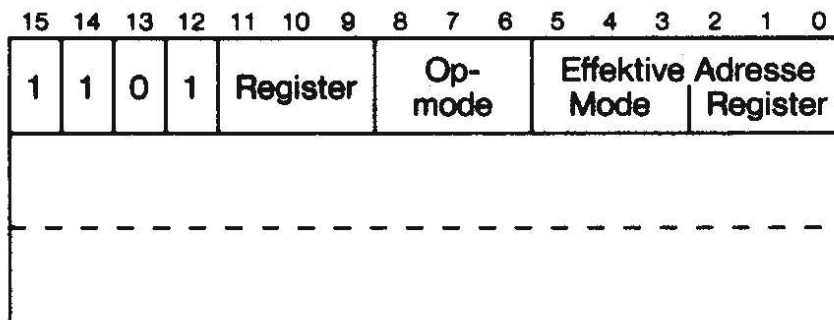 15 14 13 12 11 10 9 8 7 6 5 4 3 2 1 0
1 1 0 1 Register Op-mode Effektive Adresse
Mode Register